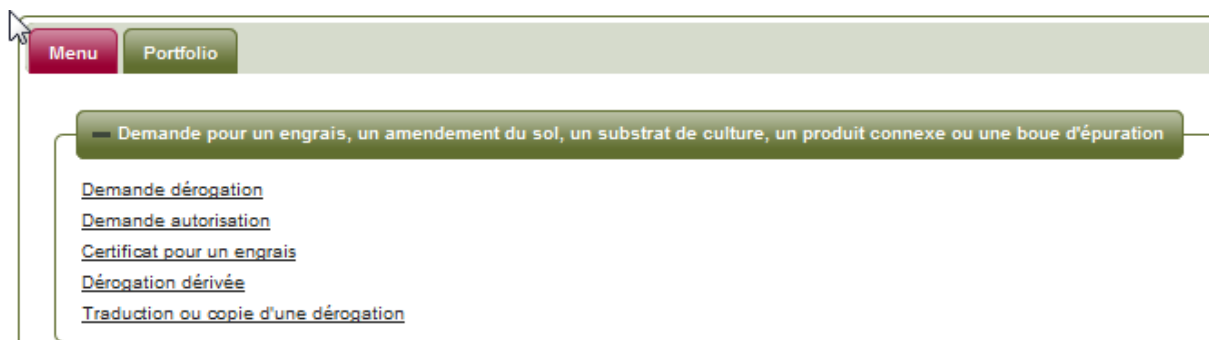 Menu Portfolio
Demande pour un engrais, un amendement du sol, un substrat de culture, un produit connexe ou une boue d'épuration
Demande dérogation
Demande autorisation
Certificat pour un engrais
Dérogation dérivée
Traduction ou copie d'une dérogation